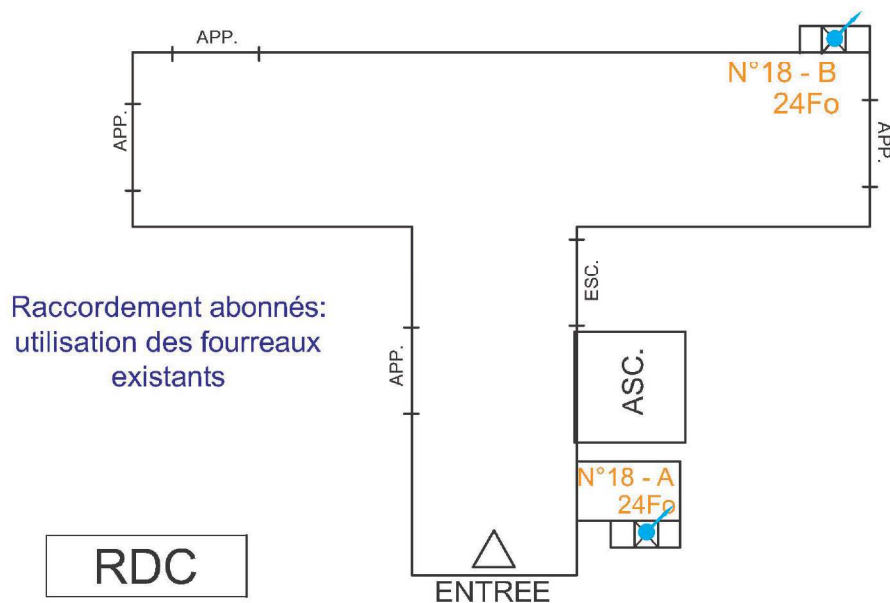 APP.
N°18 - B
24Fo
APP.
APP.
ESC.
Raccordement abonnés:
utilisation des fourreaux
existants
APP.
ASC.
N°18 - A
24Fo
RDC
ENTREE